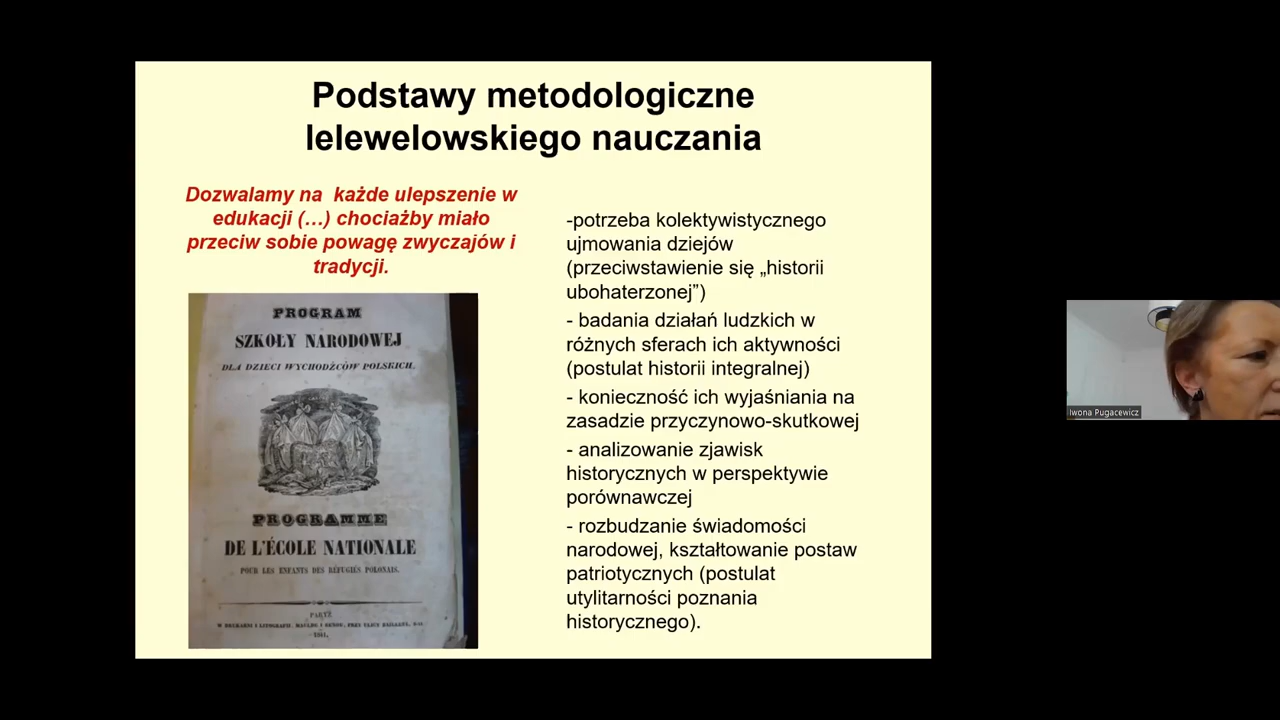 Podstawy metodologiczne
lelewelowskiego nauczania
Dozwalamy na każde ulepszenie w
edukacji (…) chociażby miało
przeciw sobie powagę zwyczajów i
tradycji.
PROGRAM
SZKOŁY NARODOWEJ
DLA DZIECI WYCHODŹCÓW POLSKICH.
PROGRAMME
DE L'ÉCOLE NATIONALE
POUR LES ENFANTS DES RÉFUGIÉS POLONAIS.
PARYŻ
W DRUKARNI I LITOGRAFII
1841.
-potrzeba kolektywistycznego
ujmowania dziejów
(przeciwstawienie się „historii
ubohaterzonej”)
- badania działań ludzkich w
różnych sferach ich aktywności
(postulat historii integralnej)
- konieczność ich wyjaśniania na
zasadzie przyczynowo-skutkowej
- analizowanie zjawisk
historycznych w perspektywie
porównawczej
- rozbudzanie świadomości
narodowej, kształtowanie postaw
patriotycznych (postulat
utylitarności poznania
historycznego).
Iwona Pugacewicz